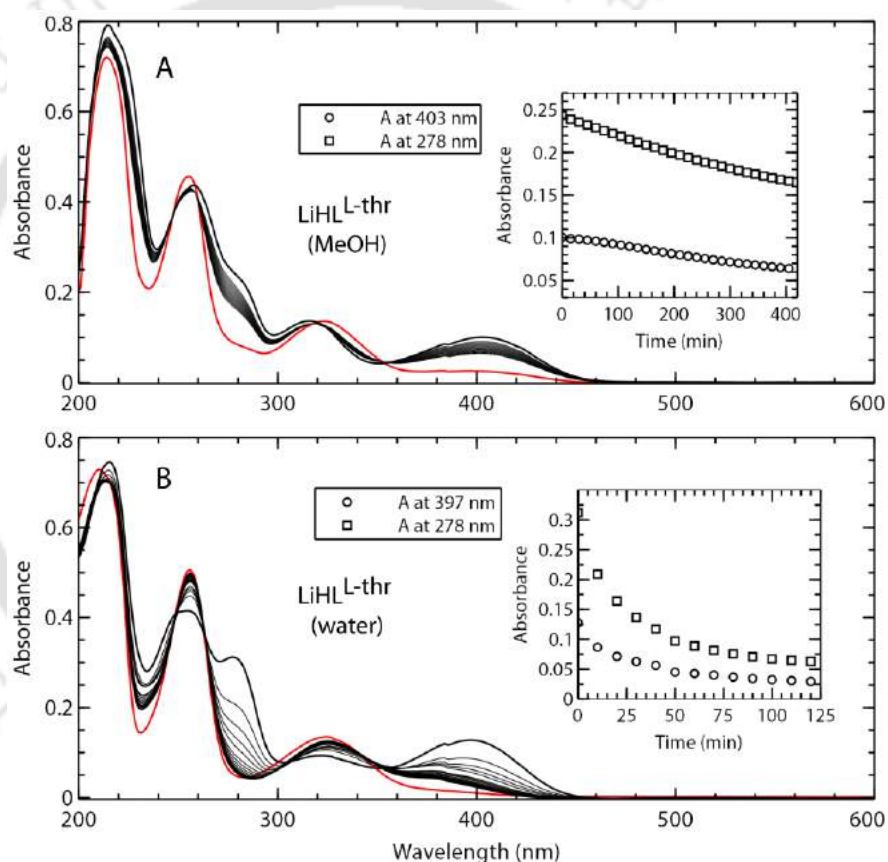 A
A at 403 nm
A at 278 nm
LiHL^L-thr
(MeOH)
Absorbance
0.8
0.6
0.4
0.2
0
200
300
400
500
600
Absorbance
0.25
0.2
0.15
0.1
0.05
0
100
200
300
400
Time (min)
B
A at 397 nm
A at 278 nm
LiHL^L-thr
(water)
Absorbance
0.8
0.6
0.4
0.2
0
200
300
400
500
600
Wavelength (nm)
Absorbance
0.3
0.25
0.2
0.15
0.1
0.05
0
0
25
50
75
100
125
Time (min)